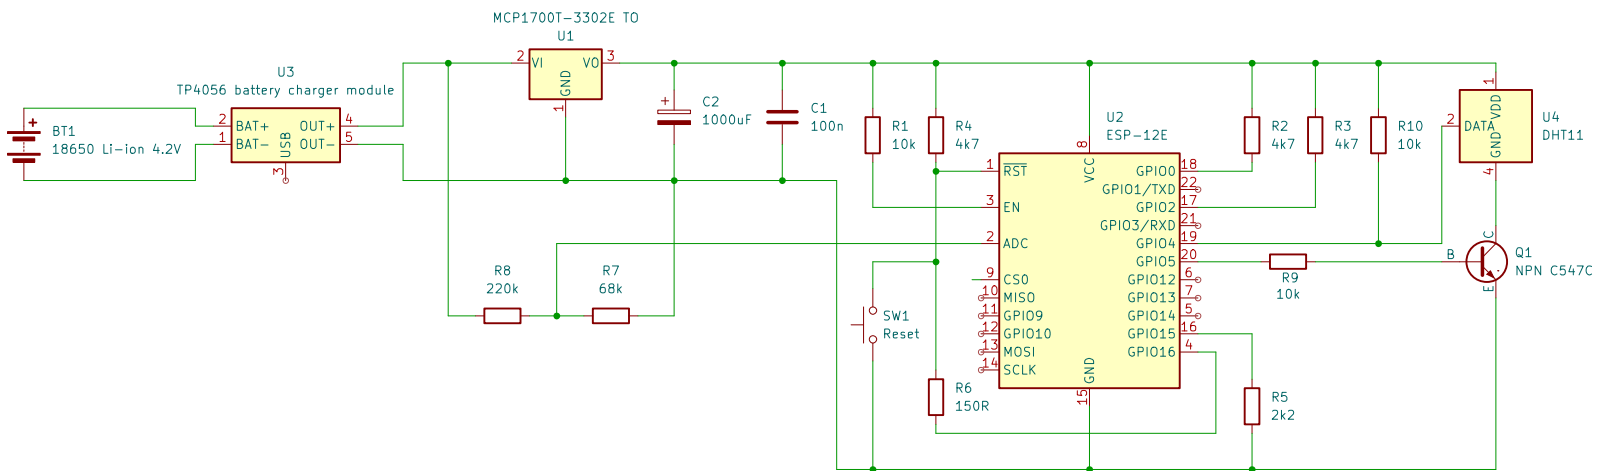 MCP1700T-3302E TO
U1
2 VI VO 3
GND
1
U3
TP4056 battery charger module
2 BAT+ OUT+ 4
1 BAT- OUT- 5
USB
3
+
BT1
18650 Li-ion 4.2V
+
C2
1000uF
C1
100n
R1
10k
R4
4k7
U2
ESP-12E
8
VCC
1 RST
3 EN
2 ADC
9 CS0
10 MISO
11 GPIO9
12 GPIO10
13 MOSI
14 SCLK
GPIO0 18
GPIO1/TXD 22
GPIO2 17
GPIO3/RXD 21
GPIO4 19
GPIO5 20
GPIO12 6
GPIO13 7
GPIO14 5
GPIO15 16
GPIO16 4
GND
15
R2
4k7
R3
4k7
R10
10k
1
VDD
2 DATA
GND
4
U4
DHT11
R8
220k
R7
68k
SW1
Reset
R6
150R
R9
10k
R5
2k2
C
B
E
Q1
NPN C547C